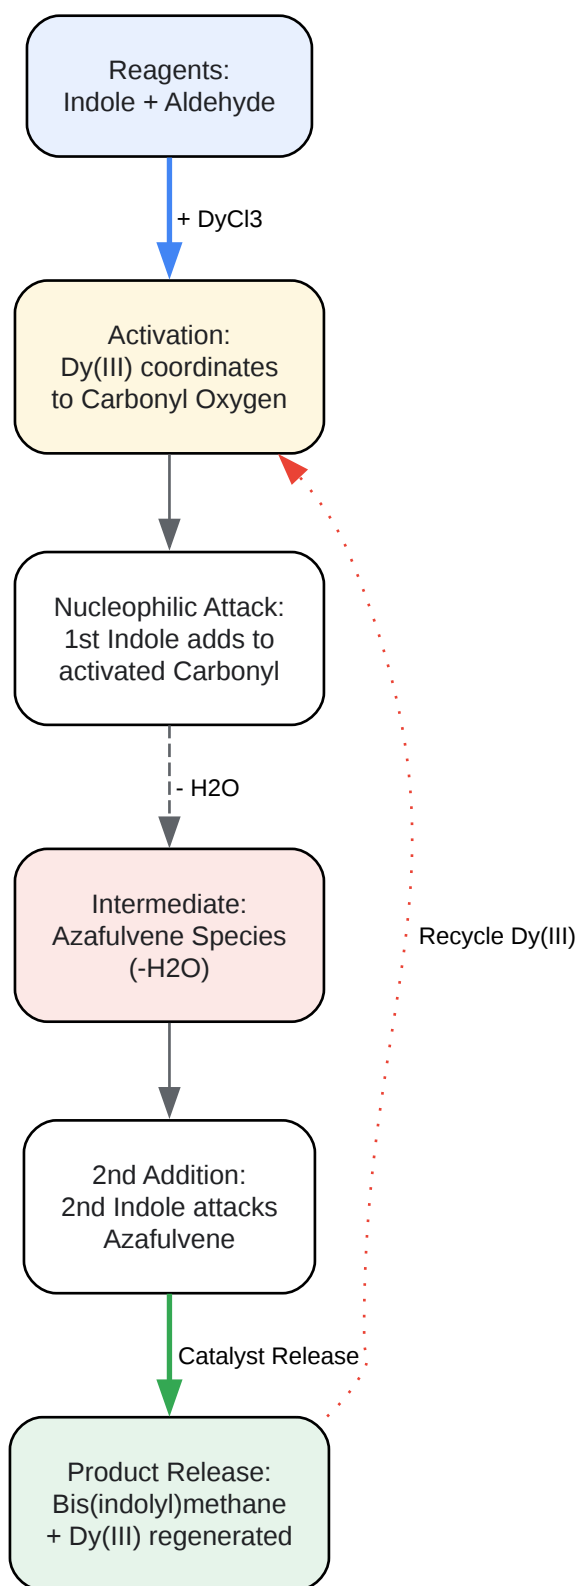 Reagents:
Indole + Aldehyde
+ DyCl3
Activation:
Dy(III) coordinates
to Carbonyl Oxygen
Nucleophilic Attack:
1st Indole adds to
activated Carbonyl
- H2O
Intermediate:
Azafulvene Species
(-H2O)
Recycle Dy(III)
2nd Addition:
2nd Indole attacks
Azafulvene
Catalyst Release
Product Release:
Bis(indolyl)methane
+ Dy(III) regenerated